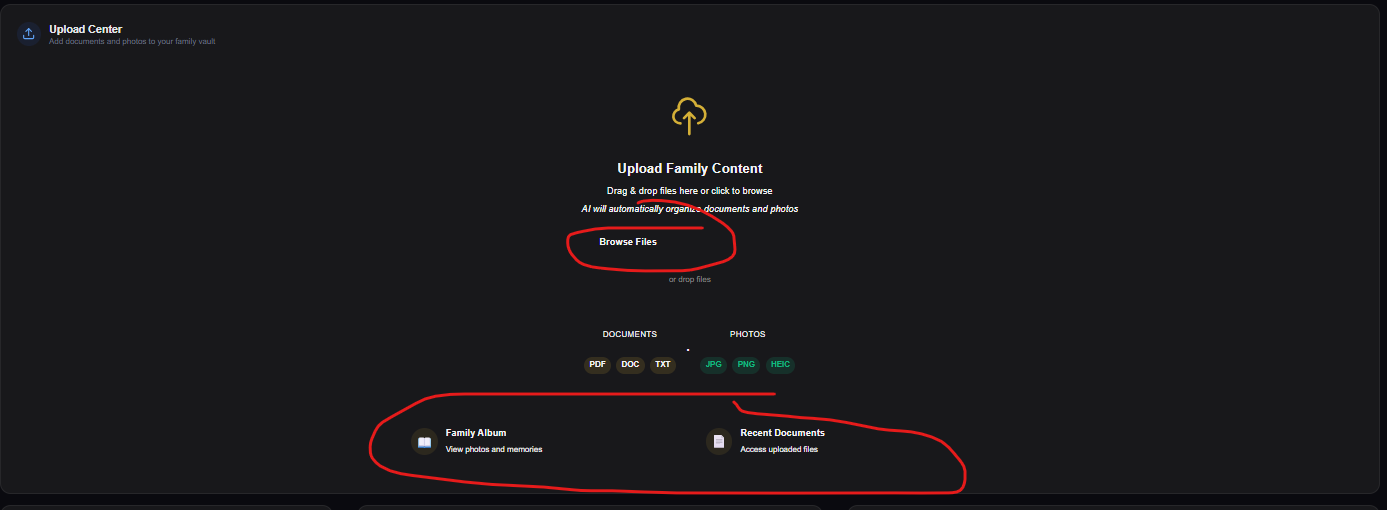 Upload Center
Add documents and photos to your family vault
Upload Family Content
Drag & drop files here or click to browse
AI will automatically organize documents and photos
Browse Files
or drop files
DOCUMENTS
PHOTOS
•
PDF DOC TXT
JPG PNG HEIC
Family Album
View photos and memories
Recent Documents
Access uploaded files